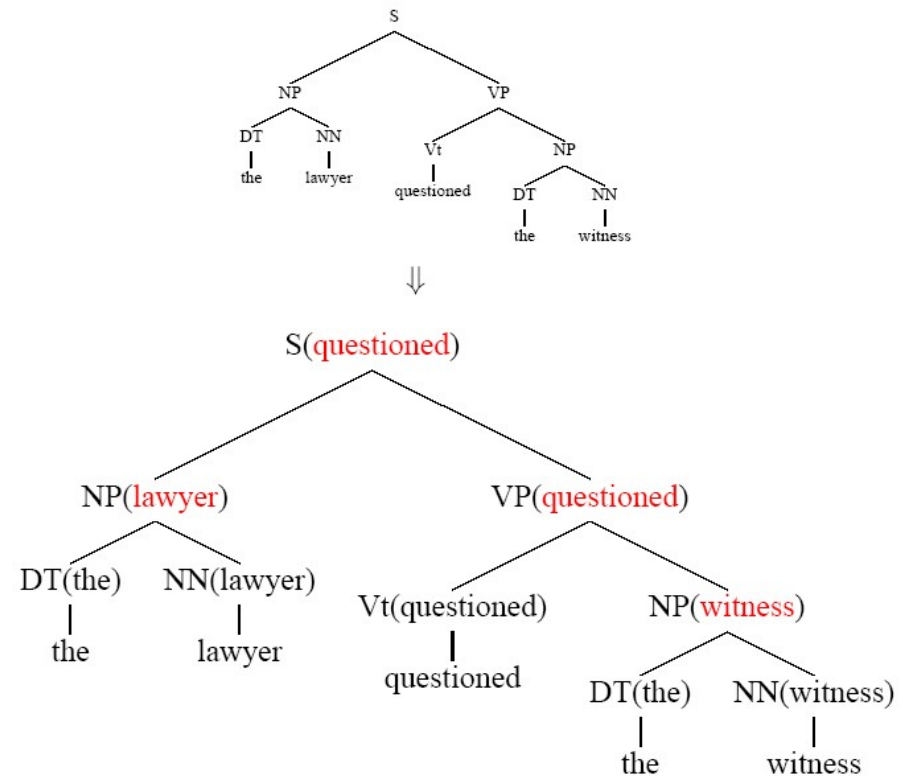 S
NP VP
DT NN Vt NP
the lawyer questioned DT NN
the witness
⇓
S(questioned)
NP(lawyer) VP(questioned)
DT(the) NN(lawyer) Vt(questioned) NP(witness)
the lawyer questioned DT(the) NN(witness)
the witness